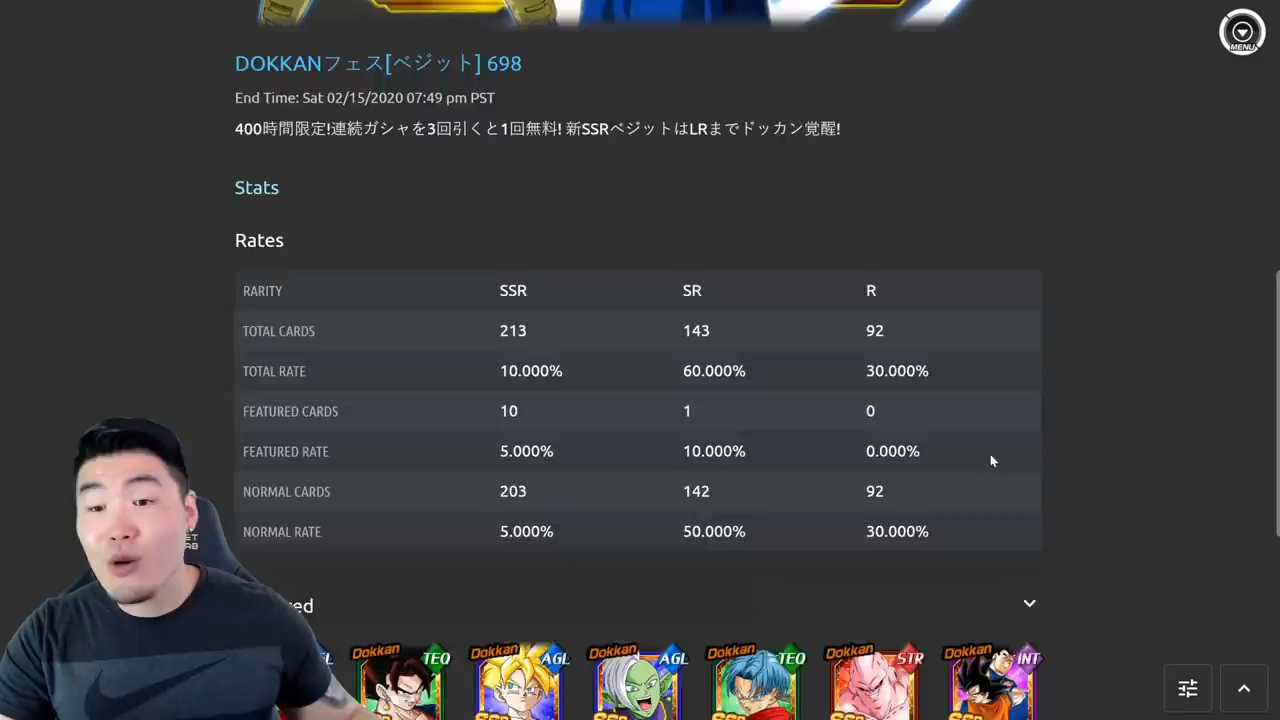 MENU
DOKKANフェス[ベジット] 698
End Time: Sat 02/15/2020 07:49 pm PST
400時間限定!連続ガシャを3回引くと1回無料! 新SSRベジットはLRまでドッカン覚醒!
Stats
Rates
RARITY SSR SR R
TOTAL CARDS 213 143 92
TOTAL RATE 10.000% 60.000% 30.000%
FEATURED CARDS 10 1 0
FEATURED RATE 5.000% 10.000% 0.000%
NORMAL CARDS 203 142 92
NORMAL RATE 5.000% 50.000% 30.000%
Dokkan TEQ Dokkan AGL Dokkan AGL Dokkan TEQ Dokkan STR Dokkan INT